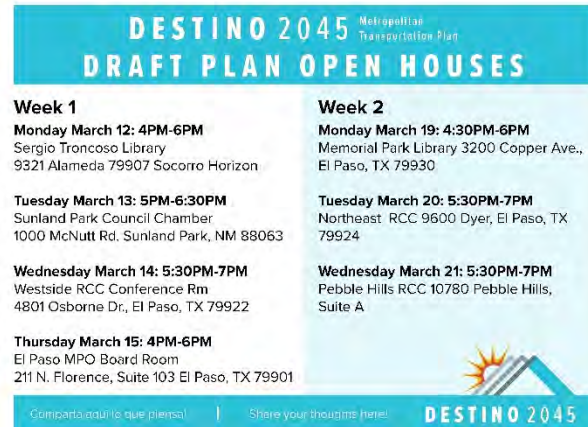 DESTINO 2045 Metropolitan
Transportation Plan
DRAFT PLAN OPEN HOUSES
Week 1
Monday March 12: 4PM-6PM
Sergio Troncoso Library
9321 Alameda 79907 Socorro Horizon
Tuesday March 13: 5PM-6:30PM
Sunland Park Council Chamber
1000 McNutt Rd. Sunland Park, NM 88063
Wednesday March 14: 5:30PM-7PM
Westside RCC Conference Rm
4801 Osborne Dr., El Paso, TX 79922
Thursday March 15: 4PM-6PM
El Paso MPO Board Room
211 N. Florence, Suite 103 El Paso, TX 79901
Week 2
Monday March 19: 4:30PM-6PM
Memorial Park Library 3200 Copper Ave.,
El Paso, TX 79930
Tuesday March 20: 5:30PM-7PM
Northeast RCC 9600 Dyer, El Paso, TX
79924
Wednesday March 21: 5:30PM-7PM
Pebble Hills RCC 10780 Pebble Hills,
Suite A
Comparta aquí lo que piensa! | Share your thoughts here! DESTINO 2045